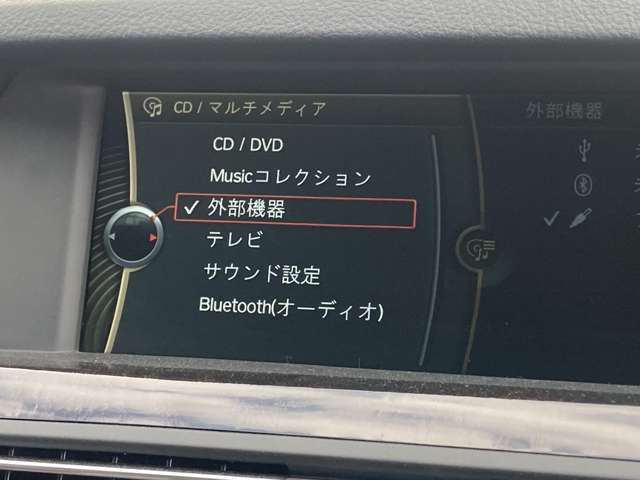 CD / マルチメディア
CD / DVD
Musicコレクション
外部機器
テレビ
サウンド設定
Bluetooth(オーディオ)
外部機器